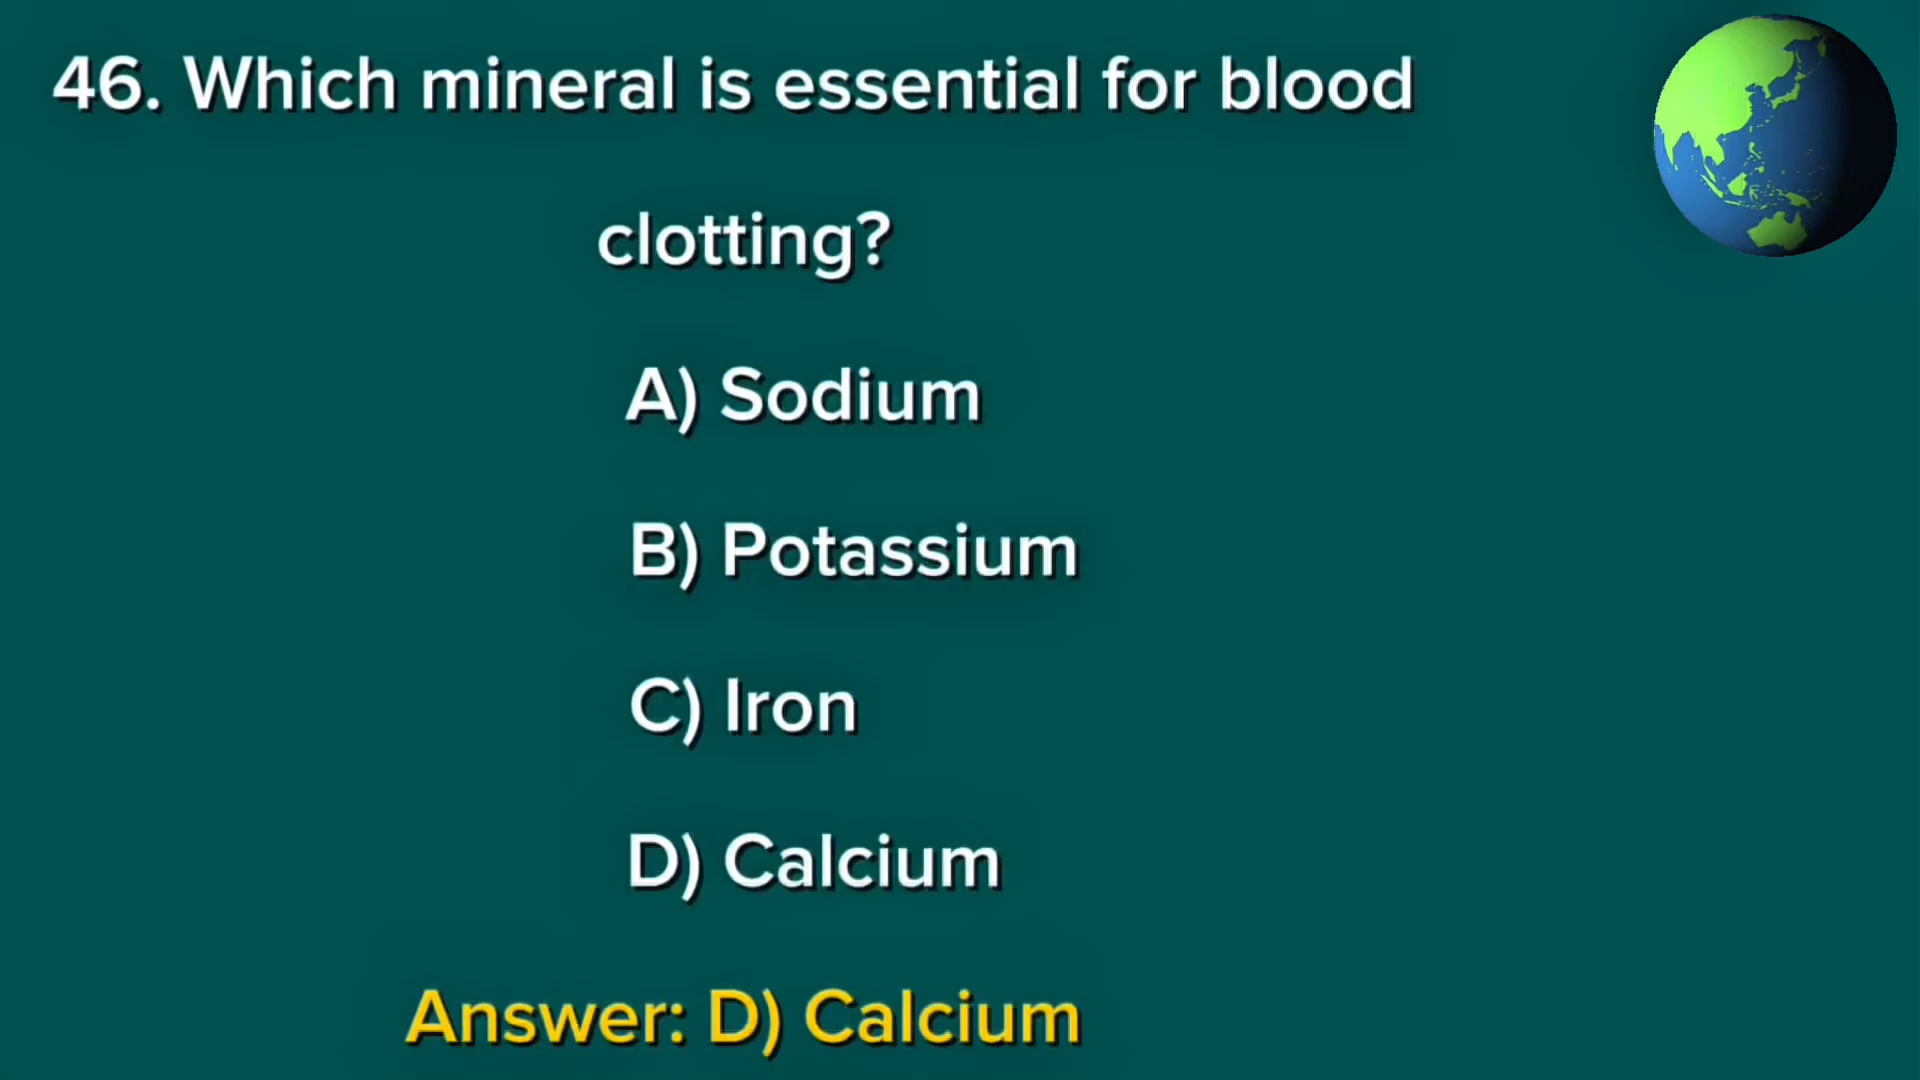 46. Which mineral is essential for blood
clotting?
A) Sodium
B) Potassium
C) Iron
D) Calcium
Answer: D) Calcium